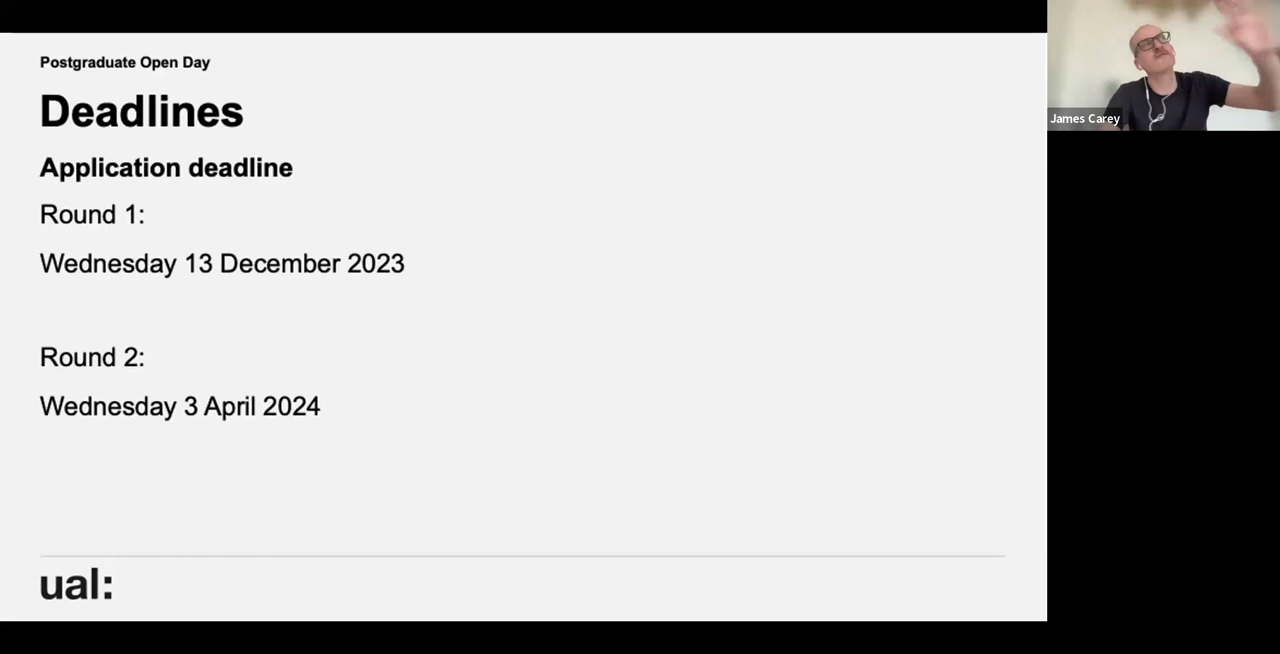 Postgraduate Open Day
Deadlines
Application deadline
Round 1:
Wednesday 13 December 2023
Round 2:
Wednesday 3 April 2024
ual:
James Carey